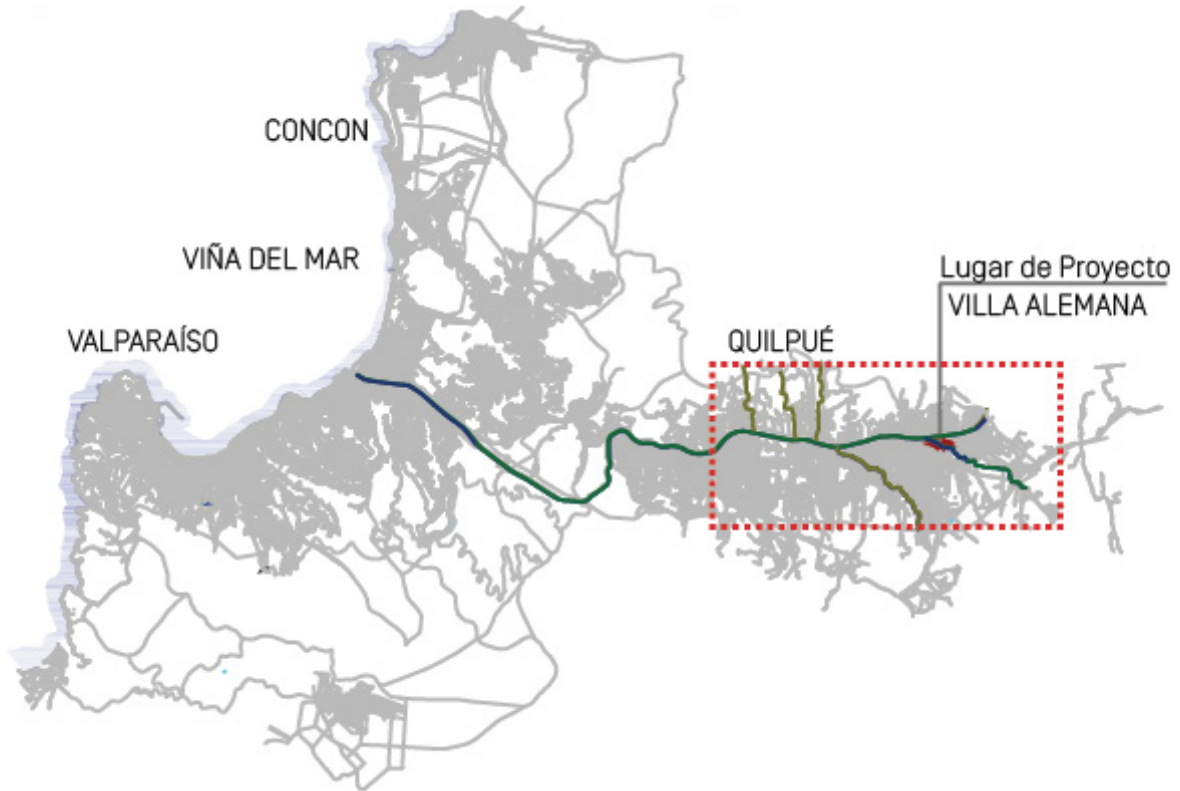 CONCON
VIÑA DEL MAR
VALPARAÍSO
QUILPUÉ
Lugar de Proyecto
VILLA ALEMANA